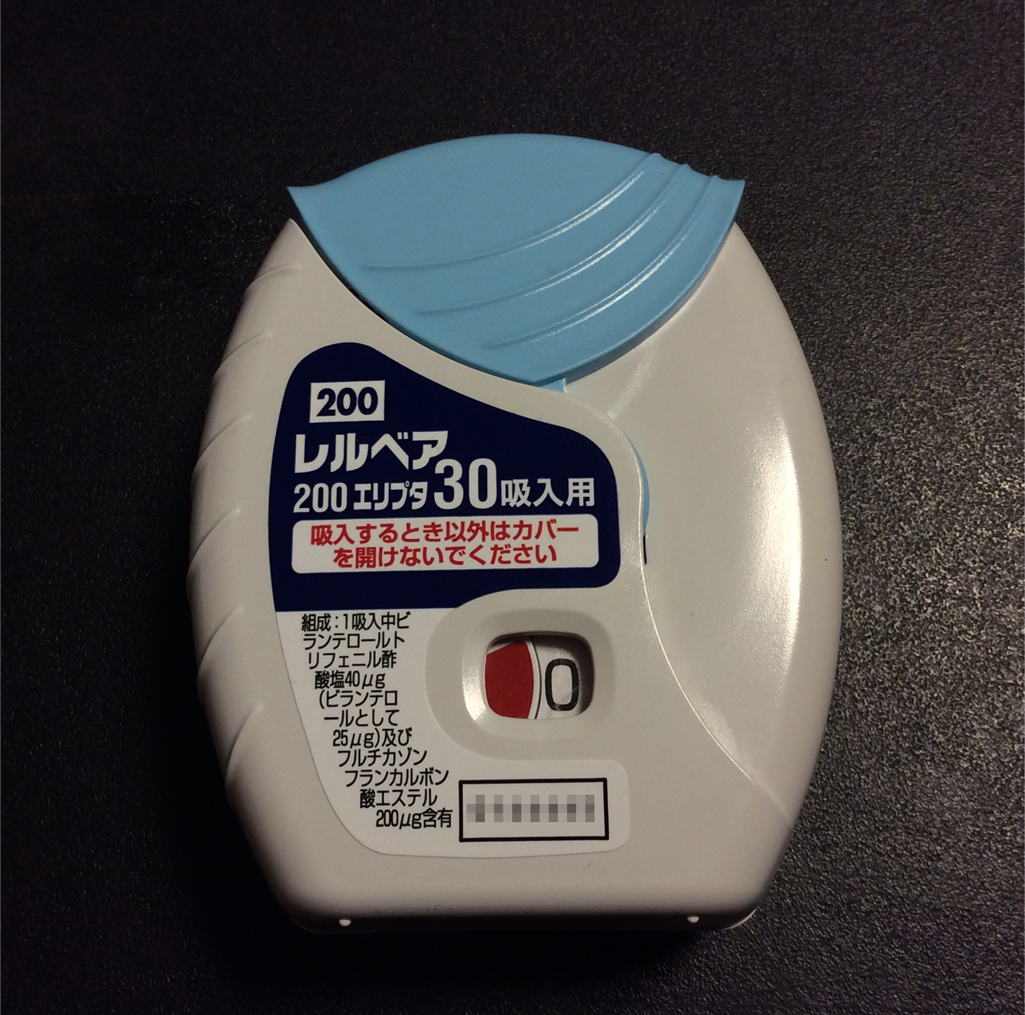 200
レルベア
200 エリプタ 30吸入用
吸入するとき以外はカバー
を開けないでください
組成:1吸入中ビ
ランテロールト
リフェニル酢
酸塩40μg
(ビランテロ
ールとして
25μg)及び
フルチカゾン
フランカルボン
酸エステル
200μg含有
0